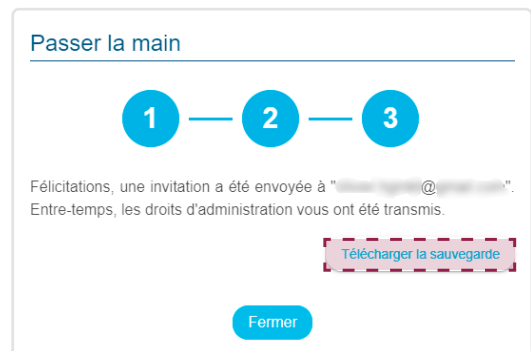 Passer la main
1 2 3
Félicitations, une invitation a été envoyée à "@".
Entre-temps, les droits d'administration vous ont été transmis.
Télécharger la sauvegarde
Fermer